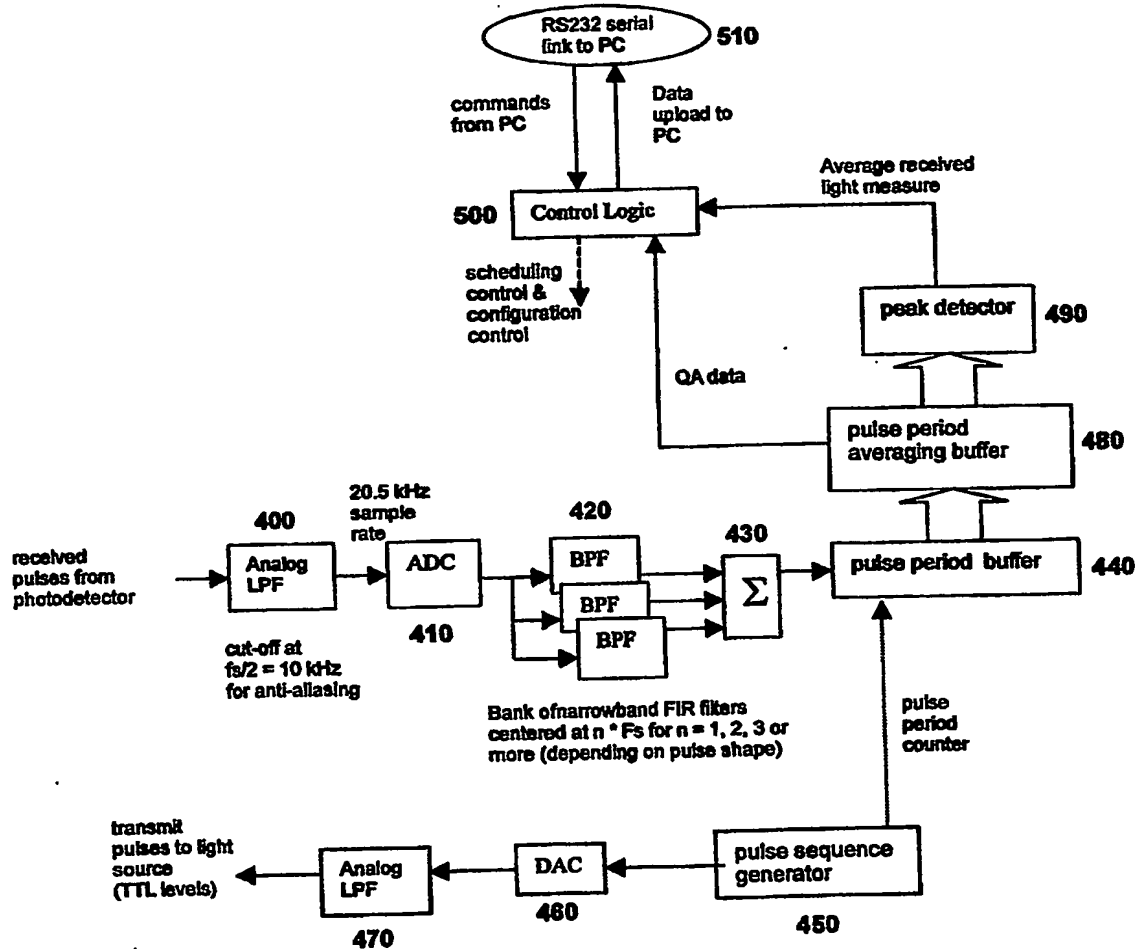 RS232 serial
link to PC
510
commands
from PC
Data
upload to
PC
Average received
light measure
500
Control Logic
scheduling
control &
configuration
control
peak detector
490
QA data
pulse period
averaging buffer
480
20.5 kHz
sample
rate
400
420
430
received
pulses from
photodetector
Analog
LPF
ADC
BPF
BPF
BPF
Σ
pulse period buffer
440
410
cut-off at
fs/2 = 10 kHz
for anti-aliasing
Bank ofnarrowband FIR filters
centered at n * Fs for n = 1, 2, 3 or
more (depending on pulse shape)
pulse
period
counter
transmit
pulses to light
source
(TTL levels)
Analog
LPF
DAC
pulse sequence
generator
470
460
450